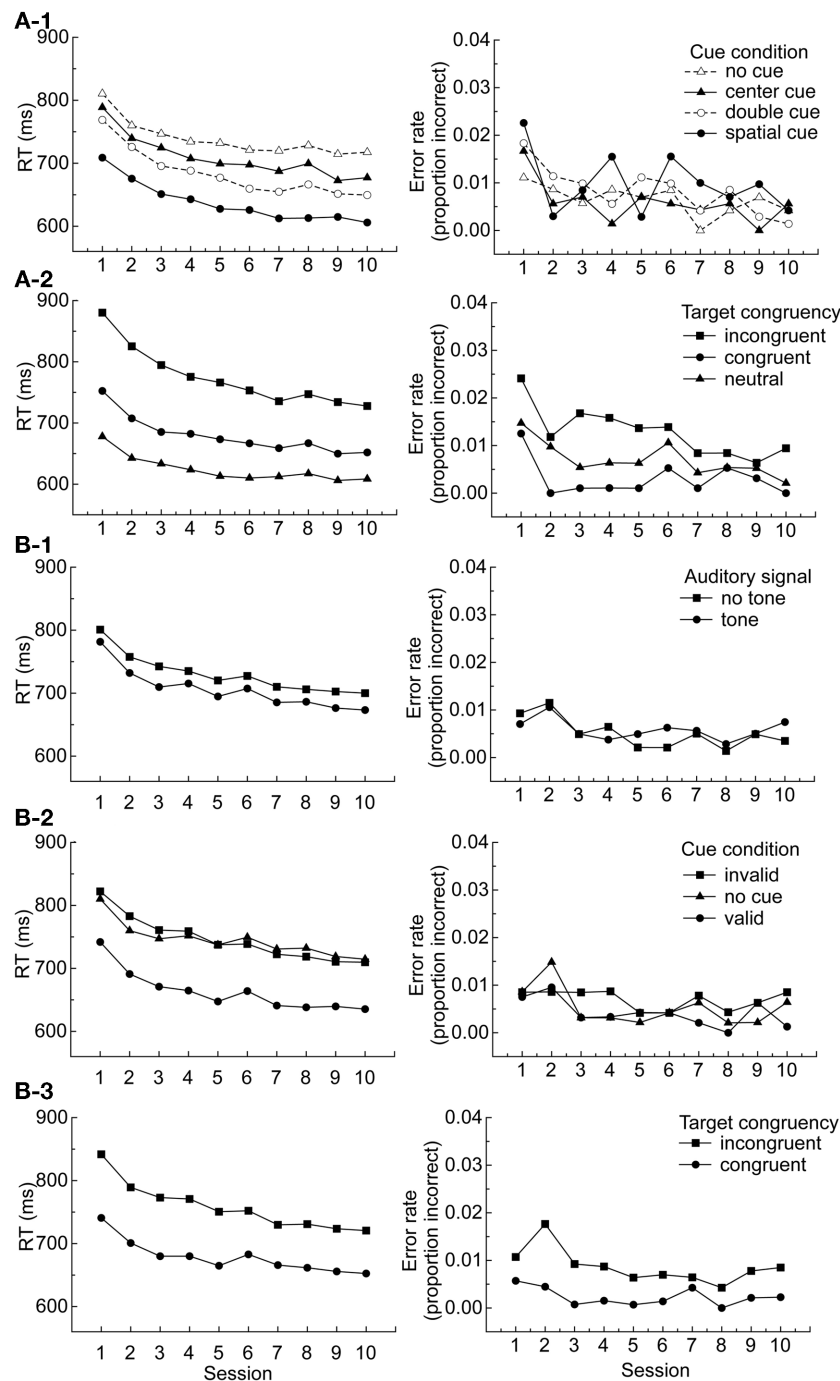 A-1
900
800
700
600
RT (ms)
1 2 3 4 5 6 7 8 9 10
0.04
0.03
0.02
0.01
0.00
Error rate
(proportion incorrect)
Cue condition
no cue
center cue
double cue
spatial cue
1 2 3 4 5 6 7 8 9 10
A-2
900
800
700
600
RT (ms)
1 2 3 4 5 6 7 8 9 10
0.04
0.03
0.02
0.01
0.00
Error rate
(proportion incorrect)
Target congruency
incongruent
congruent
neutral
1 2 3 4 5 6 7 8 9 10
B-1
900
800
700
600
RT (ms)
1 2 3 4 5 6 7 8 9 10
0.04
0.03
0.02
0.01
0.00
Error rate
(proportion incorrect)
Auditory signal
no tone
tone
1 2 3 4 5 6 7 8 9 10
B-2
900
800
700
600
RT (ms)
1 2 3 4 5 6 7 8 9 10
0.04
0.03
0.02
0.01
0.00
Error rate
(proportion incorrect)
Cue condition
invalid
no cue
valid
1 2 3 4 5 6 7 8 9 10
B-3
900
800
700
600
RT (ms)
1 2 3 4 5 6 7 8 9 10
Session
0.04
0.03
0.02
0.01
0.00
Error rate
(proportion incorrect)
Target congruency
incongruent
congruent
1 2 3 4 5 6 7 8 9 10
Session